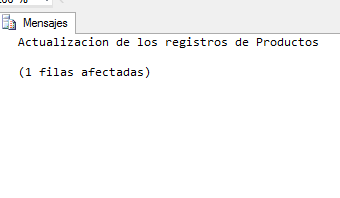 Mensajes
Actualizacion de los registros de Productos
(1 filas afectadas)